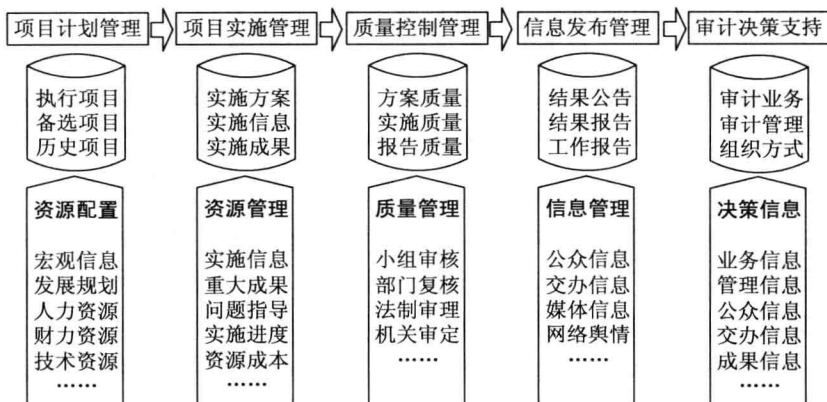 项目计划管理
项目实施管理
质量控制管理
信息发布管理
审计决策支持
执行项目
备选项目
历史项目
实施方案
实施信息
实施成果
方案质量
实施质量
报告质量
结果公告
结果报告
工作报告
审计业务
审计管理
组织方式
资源配置
宏观信息
发展规划
人力资源
财力资源
技术资源
……
资源管理
实施信息
重大成果
问题指导
实施进度
资源成本
……
质量管理
小组审核
部门复核
法制审理
机关审定
……
信息管理
公众信息
交办信息
媒体信息
网络舆情
……
决策信息
业务信息
管理信息
公众信息
交办信息
成果信息
……